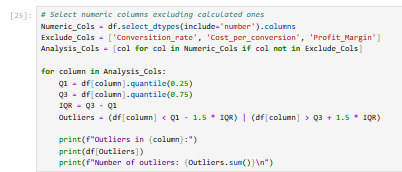 [25]:
# Select numeric columns excluding calculated ones
Numeric_Cols = df.select_dtypes(include='number').columns
Exclude_Cols = ['Conversition_rate', 'Cost_per_conversion', 'Profit_Margin']
Analysis_Cols = [col for col in Numeric_Cols if col not in Exclude_Cols]
for column in Analysis_Cols:
    Q1 = df[column].quantile(0.25)
    Q3 = df[column].quantile(0.75)
    IQR = Q3 - Q1
    Outliers = (df[column] < Q1 - 1.5 * IQR) | (df[column] > Q3 + 1.5 * IQR)
    print(f"Outliers in {column}:")
    print(df[Outliers])
    print(f"Number of outliers: {Outliers.sum()}\n")